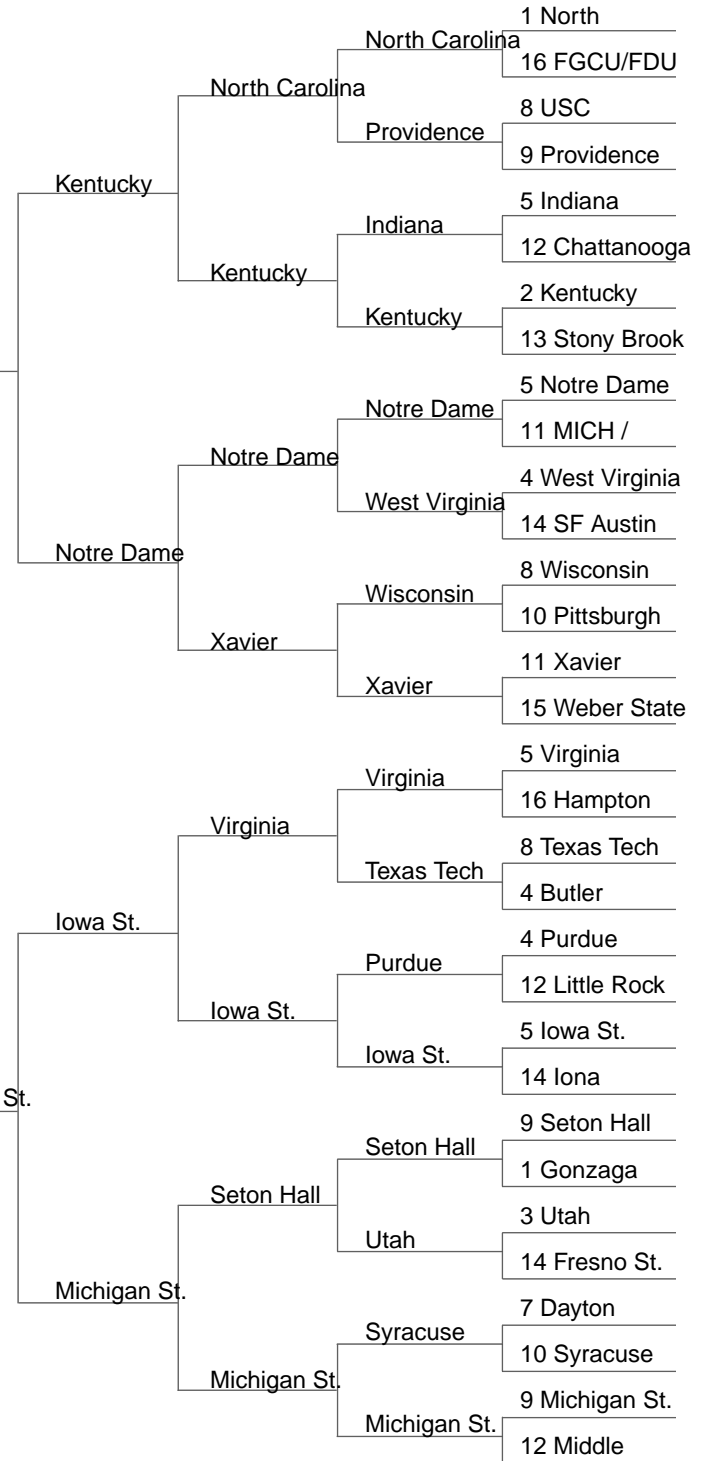 1 North
North Carolina
16 FGCU/FDU
North Carolina
8 USC
Providence
9 Providence
Kentucky
5 Indiana
Indiana
12 Chattanooga
Kentucky
2 Kentucky
Kentucky
13 Stony Brook
5 Notre Dame
Notre Dame
11 MICH /
Notre Dame
4 West Virginia
West Virginia
14 SF Austin
Notre Dame
8 Wisconsin
Wisconsin
10 Pittsburgh
Xavier
11 Xavier
Xavier
15 Weber State
5 Virginia
Virginia
16 Hampton
Virginia
8 Texas Tech
Texas Tech
4 Butler
Iowa St.
4 Purdue
Purdue
12 Little Rock
Iowa St.
5 Iowa St.
Iowa St.
14 Iona
St.
9 Seton Hall
Seton Hall
1 Gonzaga
Seton Hall
3 Utah
Utah
14 Fresno St.
Michigan St.
7 Dayton
Syracuse
10 Syracuse
Michigan St.
9 Michigan St.
Michigan St.
12 Middle